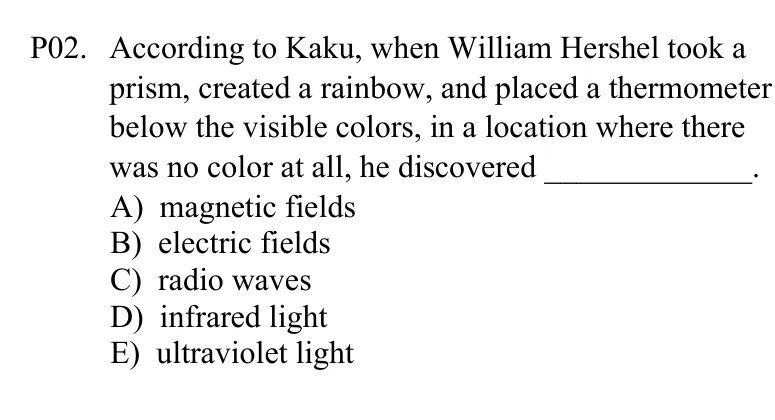 P02. According to Kaku, when William Hershel took a
prism, created a rainbow, and placed a thermometer
below the visible colors, in a location where there
was no color at all, he discovered _____________.
A) magnetic fields
B) electric fields
C) radio waves
D) infrared light
E) ultraviolet light